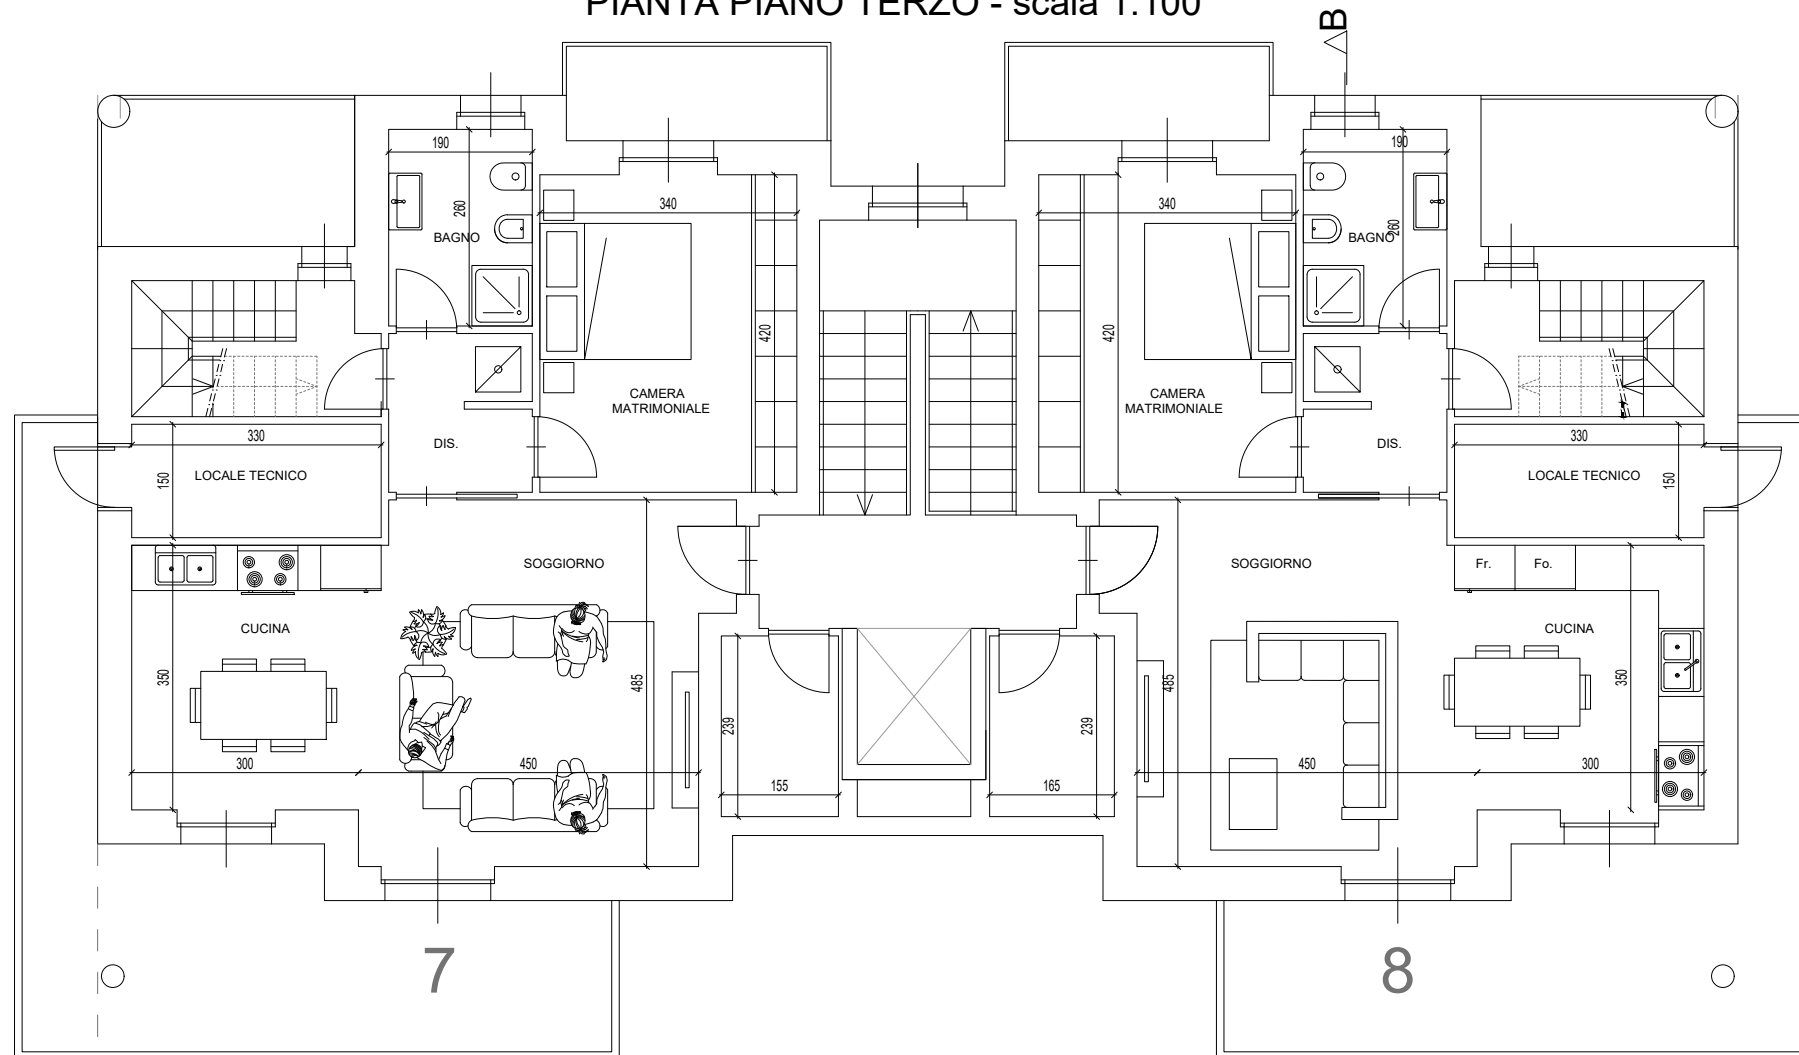 PIANTA PIANO TERZO - scala 1:100
B
190
190
260
BAGNO
340
340
BAGNO
260
420
420
CAMERA
MATRIMONIALE
CAMERA
MATRIMONIALE
330
DIS.
DIS.
330
150
LOCALE TECNICO
LOCALE TECNICO
150
SOGGIORNO
SOGGIORNO
Fr.
Fo.
CUCINA
CUCINA
350
485
485
350
239
239
300
450
155
165
450
300
7
8